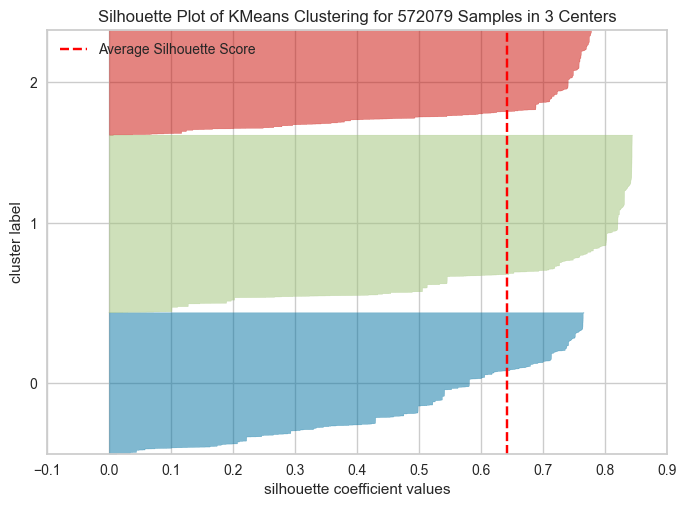 Silhouette Plot of KMeans Clustering for 572079 Samples in 3 Centers
Average Silhouette Score
2
1
0
cluster label
−0.1 0.0 0.1 0.2 0.3 0.4 0.5 0.6 0.7 0.8 0.9
silhouette coefficient values